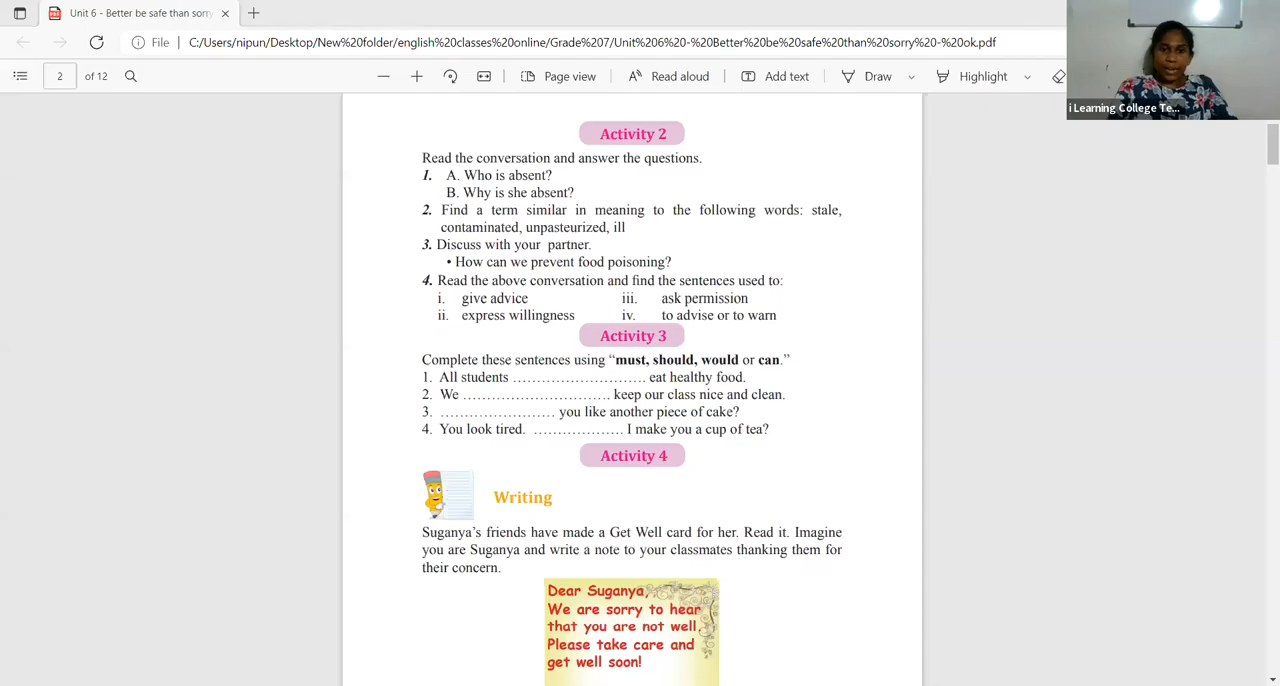 Unit 6 - Better be safe than sorry
File
C:/Users/nipun/Desktop/New%20folder/english%20classes%20online/Grade%207/Unit%206%20-%20Better%20be%20safe%20than%20sorry%20-%20ok.pdf
2 of 12
Page view
Read aloud
Add text
Draw
Highlight
i Learning College Te...
Activity 2
Read the conversation and answer the questions.
1. A. Who is absent?
B. Why is she absent?
2. Find a term similar in meaning to the following words: stale,
contaminated, unpasteurized, ill
3. Discuss with your partner.
• How can we prevent food poisoning?
4. Read the above conversation and find the sentences used to:
i. give advice iii. ask permission
ii. express willingness iv. to advise or to warn
Activity 3
Complete these sentences using “must, should, would or can.”
1. All students ............................ eat healthy food.
2. We ............................... keep our class nice and clean.
3. ........................ you like another piece of cake?
4. You look tired. ................... I make you a cup of tea?
Activity 4
Writing
Suganya’s friends have made a Get Well card for her. Read it. Imagine
you are Suganya and write a note to your classmates thanking them for
their concern.
Dear Suganya,
We are sorry to hear
that you are not well,
Please take care and
get well soon!